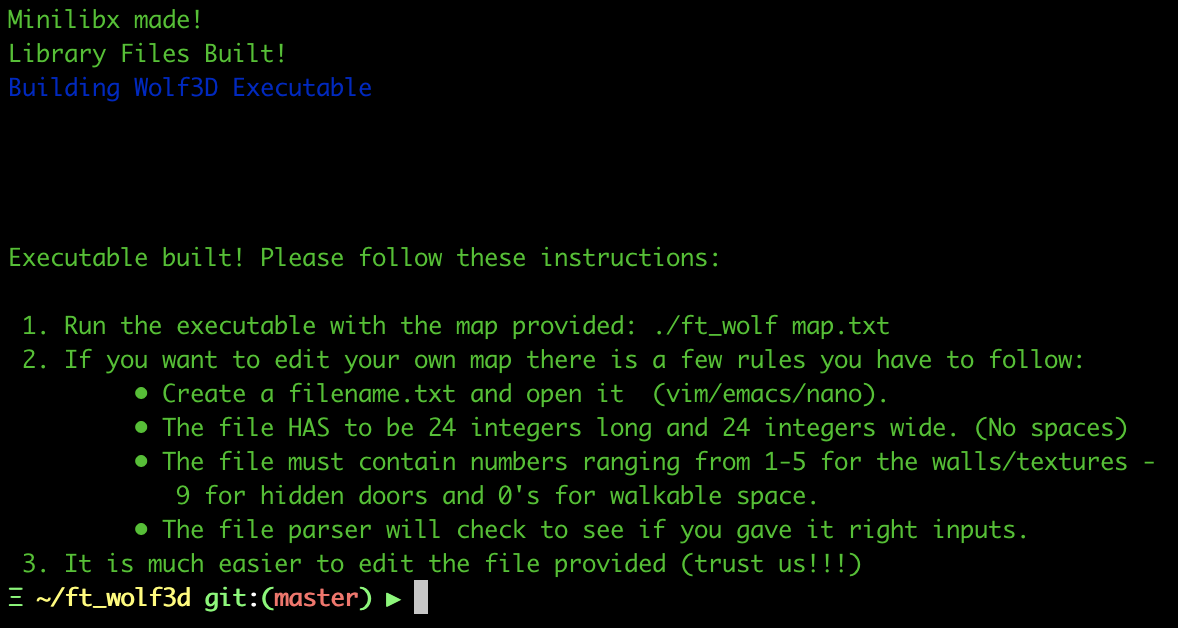 Minilibx made!
Library Files Built!
Building Wolf3D Executable
Executable built! Please follow these instructions:
1. Run the executable with the map provided: ./ft_wolf map.txt
2. If you want to edit your own map there is a few rules you have to follow:
● Create a filename.txt and open it  (vim/emacs/nano).
● The file HAS to be 24 integers long and 24 integers wide. (No spaces)
● The file must contain numbers ranging from 1-5 for the walls/textures -
9 for hidden doors and 0's for walkable space.
● The file parser will check to see if you gave it right inputs.
3. It is much easier to edit the file provided (trust us!!!)
Ξ ~/ft_wolf3d git:(master) ▶